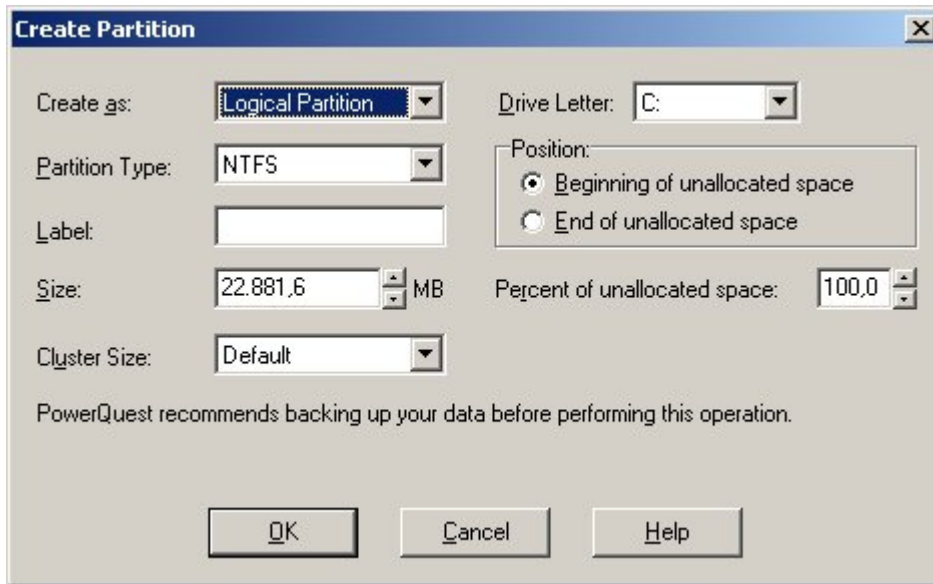 Create Partition
Create as: Logical Partition Drive Letter: C:
Partition Type: NTFS Position:
Beginning of unallocated space
End of unallocated space
Label:
Size: 22.881,6 MB Percent of unallocated space: 100,0
Cluster Size: Default
PowerQuest recommends backing up your data before performing this operation.
OK Cancel Help